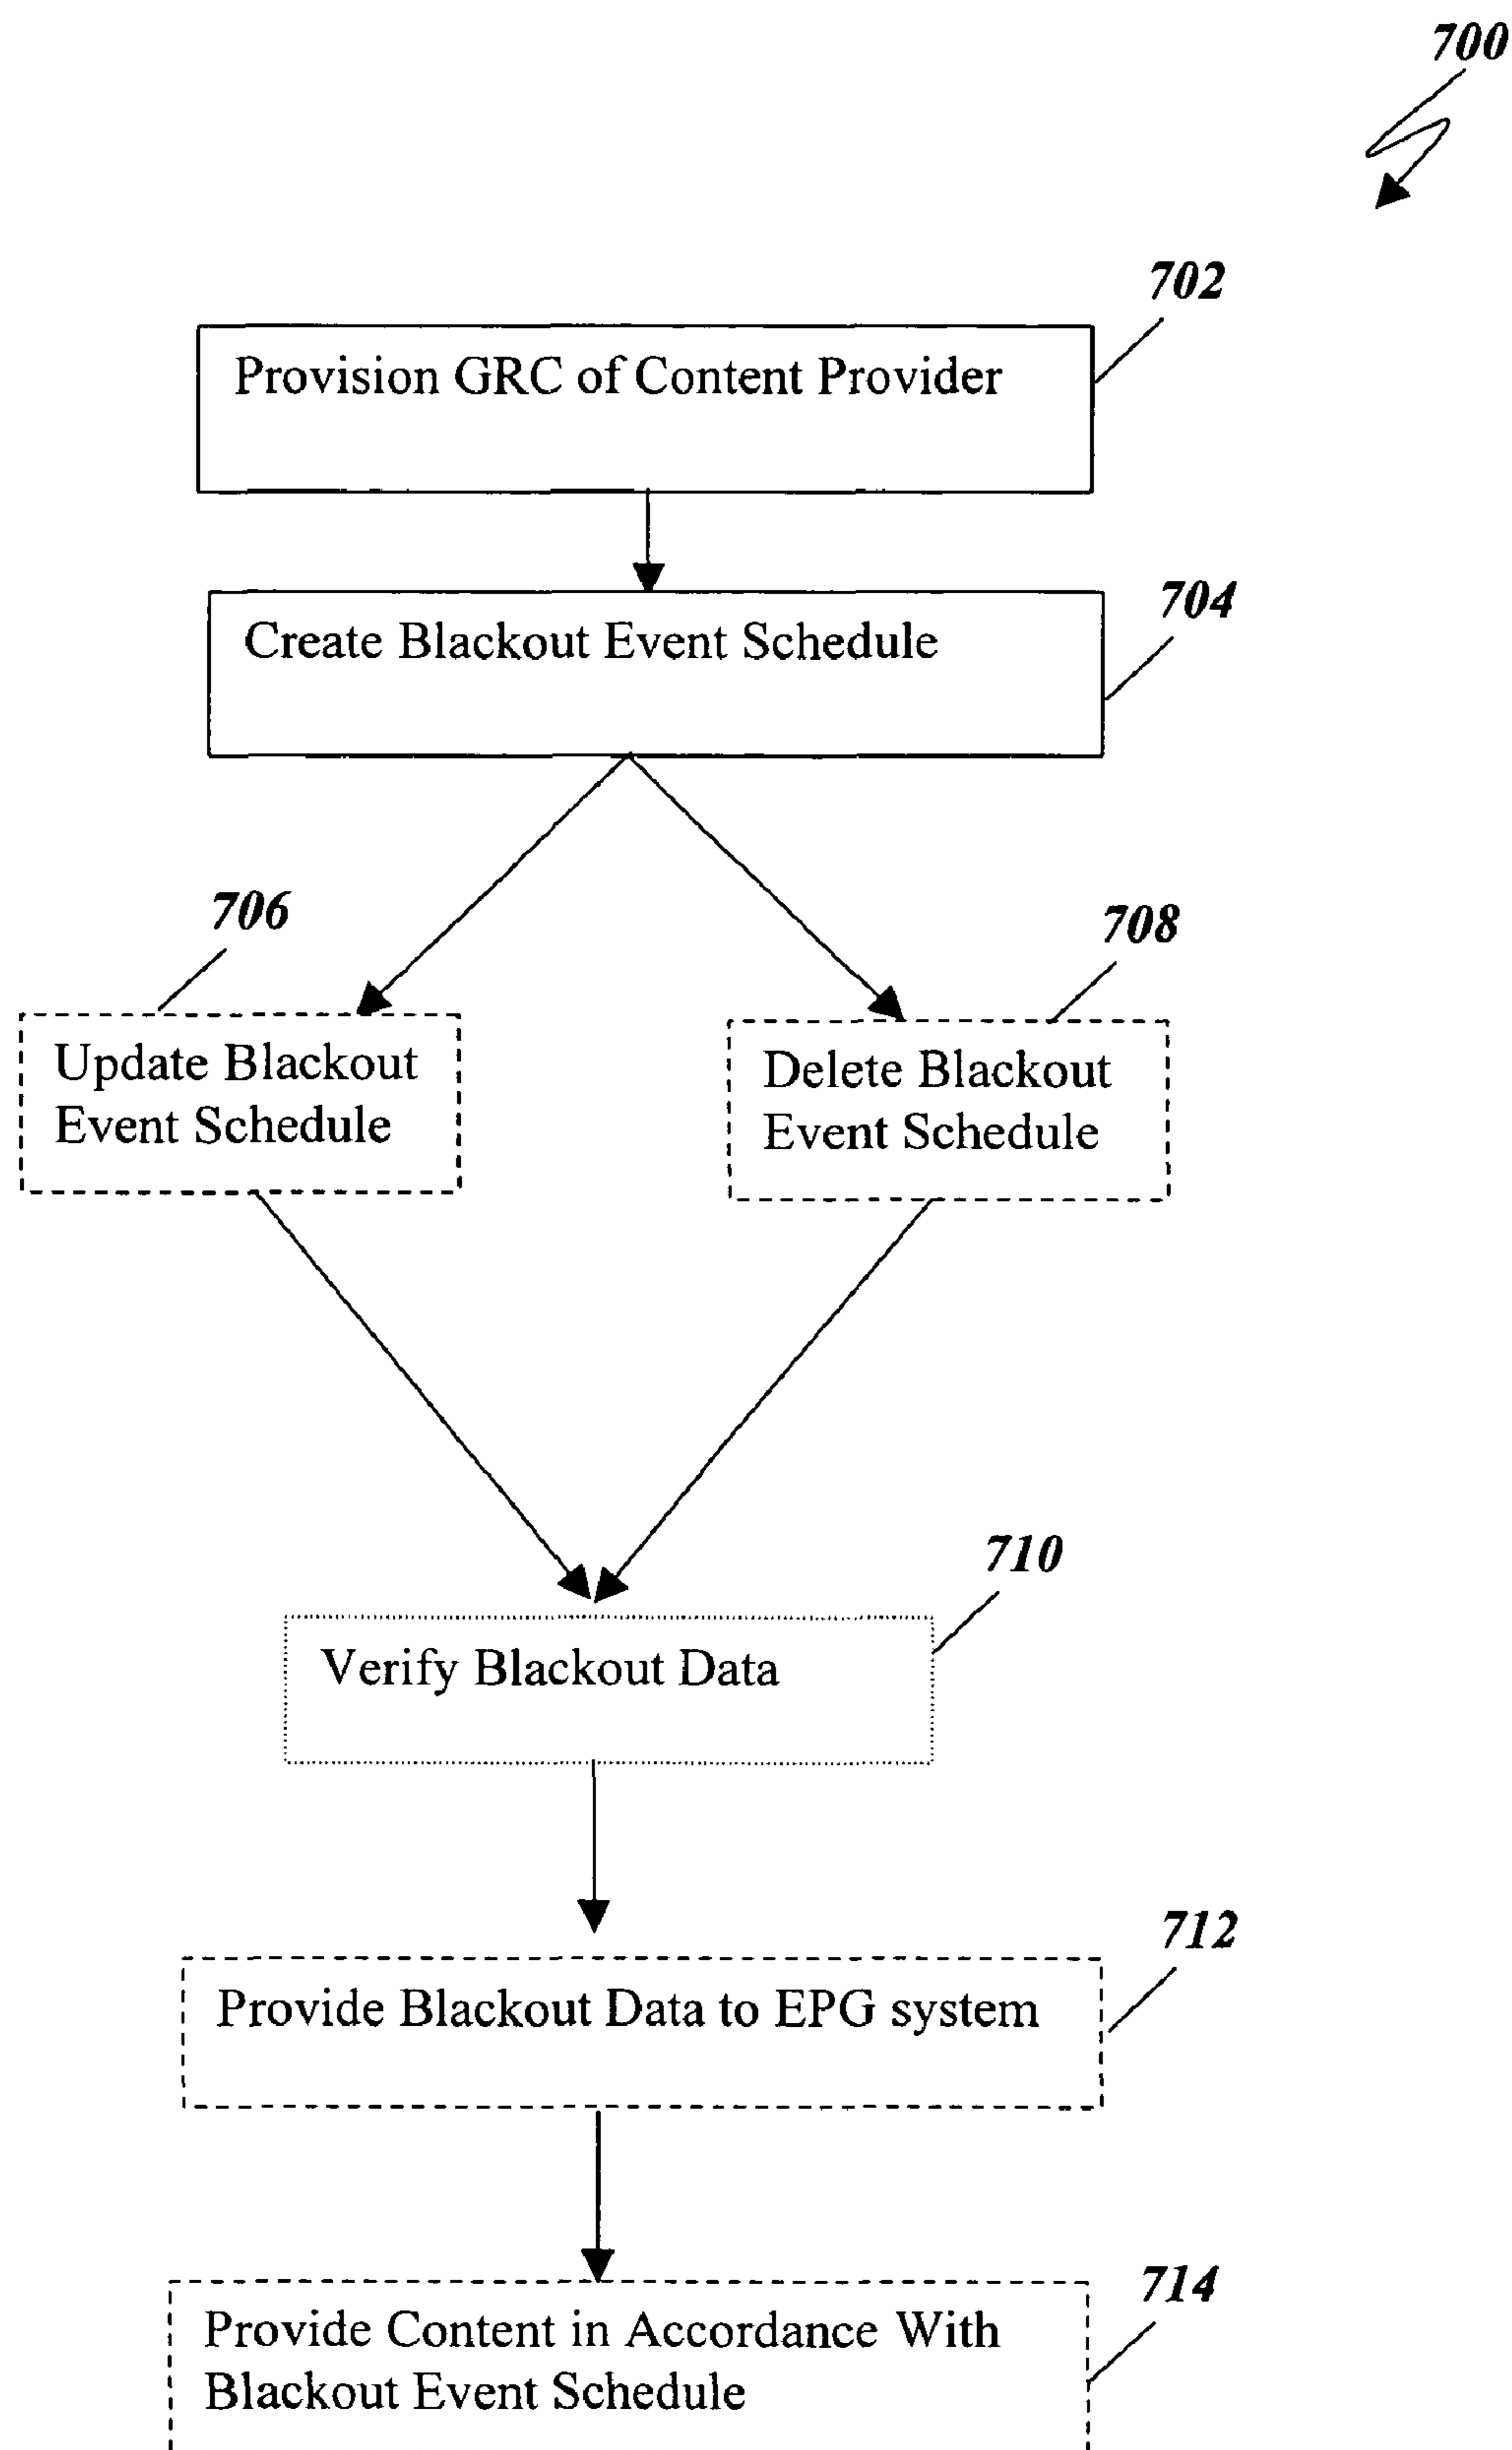 700
702
Provision GRC of Content Provider
704
Create Blackout Event Schedule
706
708
Update Blackout
Event Schedule
Delete Blackout
Event Schedule
710
Verify Blackout Data
712
Provide Blackout Data to EPG system
714
Provide Content in Accordance With
Blackout Event Schedule